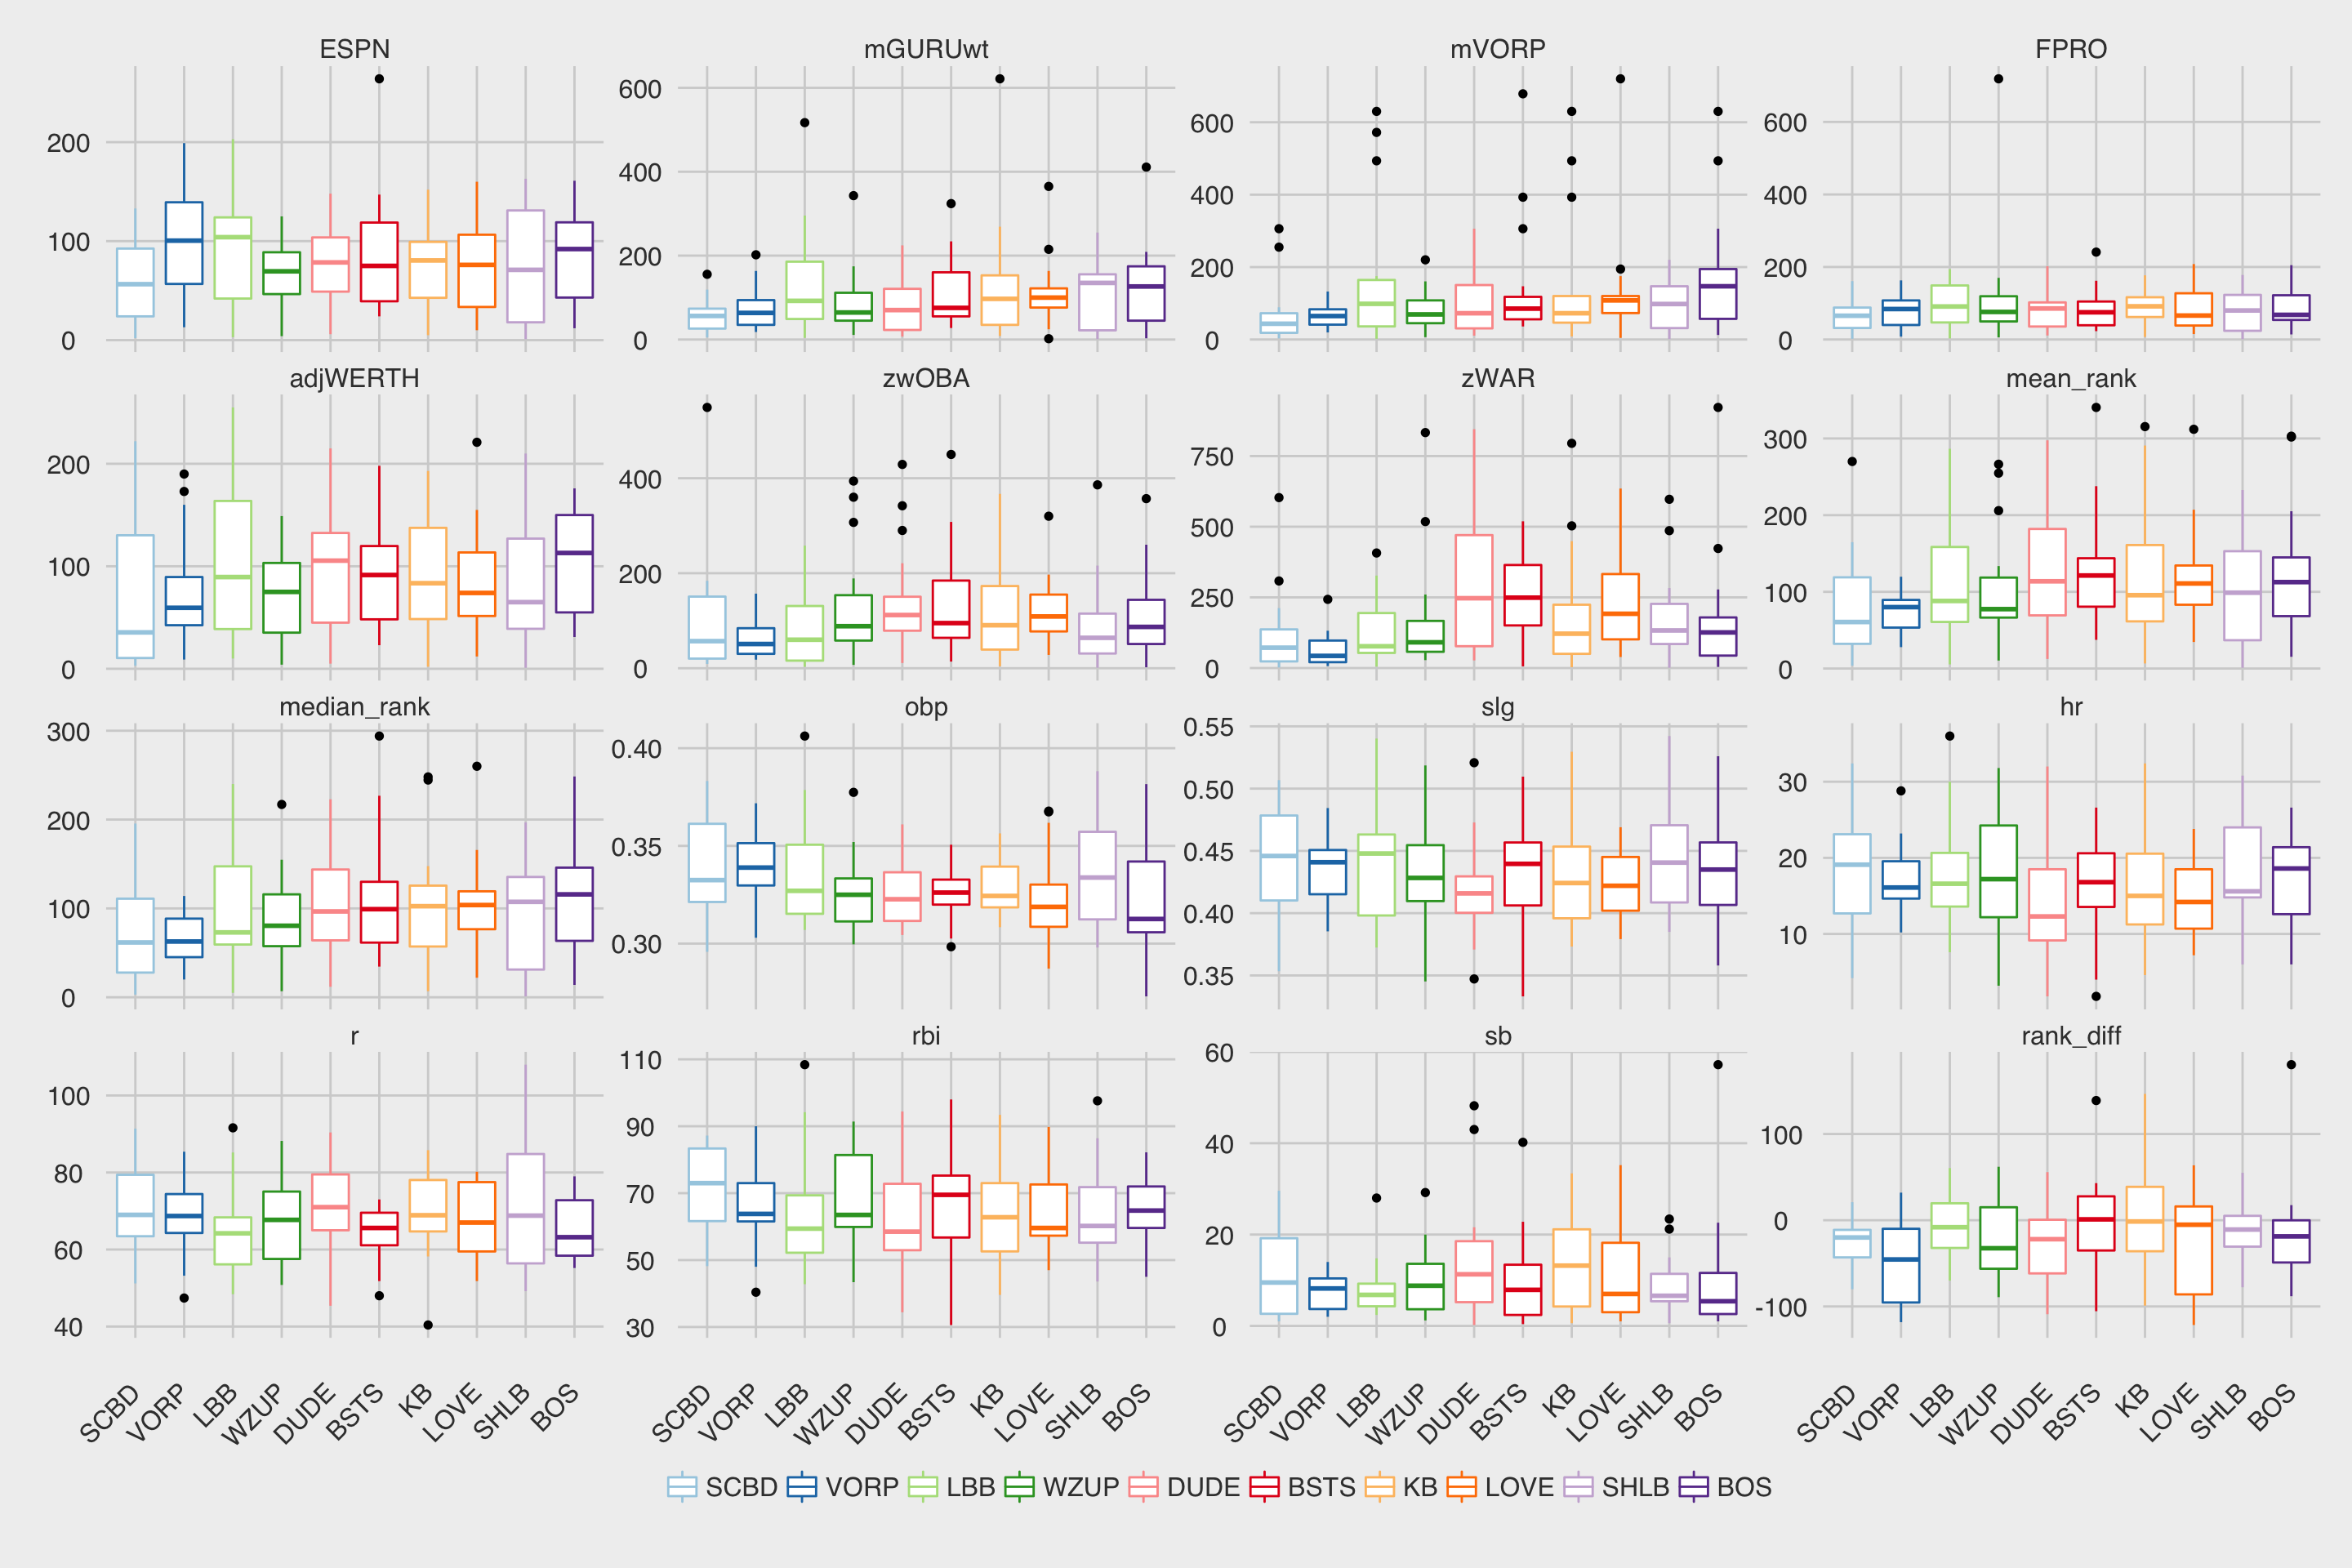 ESPN mGURUwt mVORP FPRO
200 100 0
600 400 200 0
600 400 200 0
600 400 200 0
adjWERTH zwOBA zWAR mean_rank
200 100 0
400 200 0
750 500 250 0
300 200 100 0
median_rank obp slg hr
300 200 100 0
0.40 0.35 0.30
0.55 0.50 0.45 0.40 0.35
30 20 10
r rbi sb rank_diff
100 80 60 40
110 90 70 50 30
60 40 20 0
100 0 -100
SCBD VORP LBB WZUP DUDE BSTS KB LOVE SHLB BOS
SCBD VORP LBB WZUP DUDE BSTS KB LOVE SHLB BOS
SCBD VORP LBB WZUP DUDE BSTS KB LOVE SHLB BOS
SCBD VORP LBB WZUP DUDE BSTS KB LOVE SHLB BOS
SCBD VORP LBB WZUP DUDE BSTS KB LOVE SHLB BOS